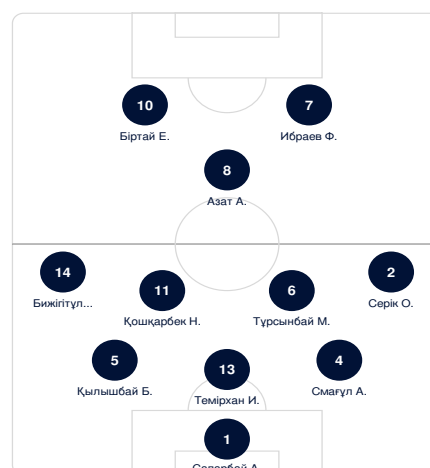 10
7
Біртай Е.
Ибраев Ф.
8
Азат А.
14
2
11
6
Бижігітұл...
Серік О.
Қошқарбек Н.
Тұрсынбай М.
5
4
13
Қылышбай Б.
Смағұл А.
Темірхан И.
1